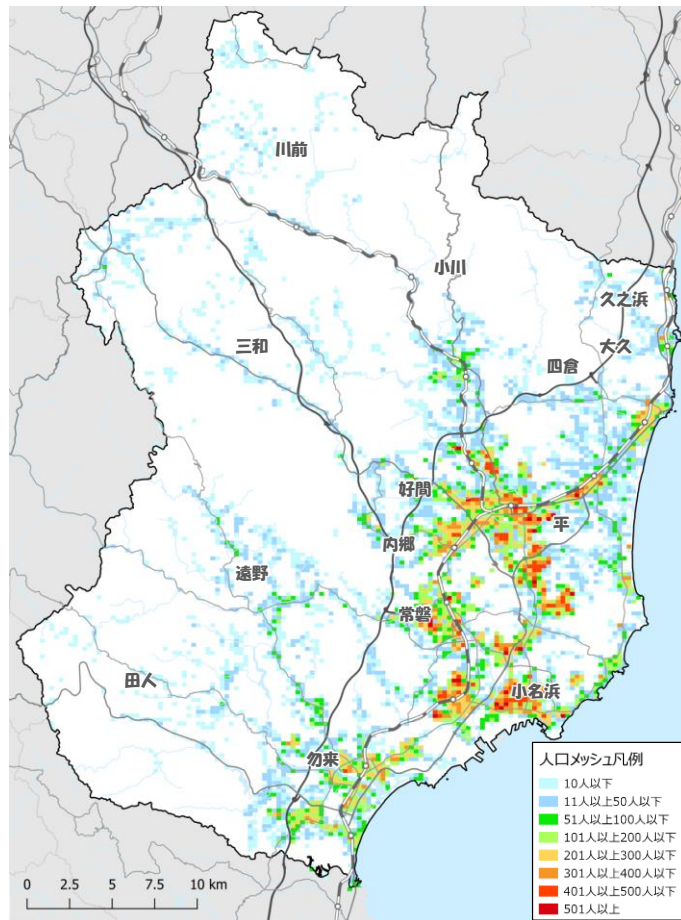 川前
小川
久之浜
三和
四倉
大久
好間
平
内郷
遠野
常磐
田人
小名浜
勿来
人口メッシュ凡例
10人以下
11人以上50人以下
51人以上100人以下
101人以上200人以下
201人以上300人以下
301人以上400人以下
401人以上500人以下
501人以上
0 2.5 5 7.5 10 km